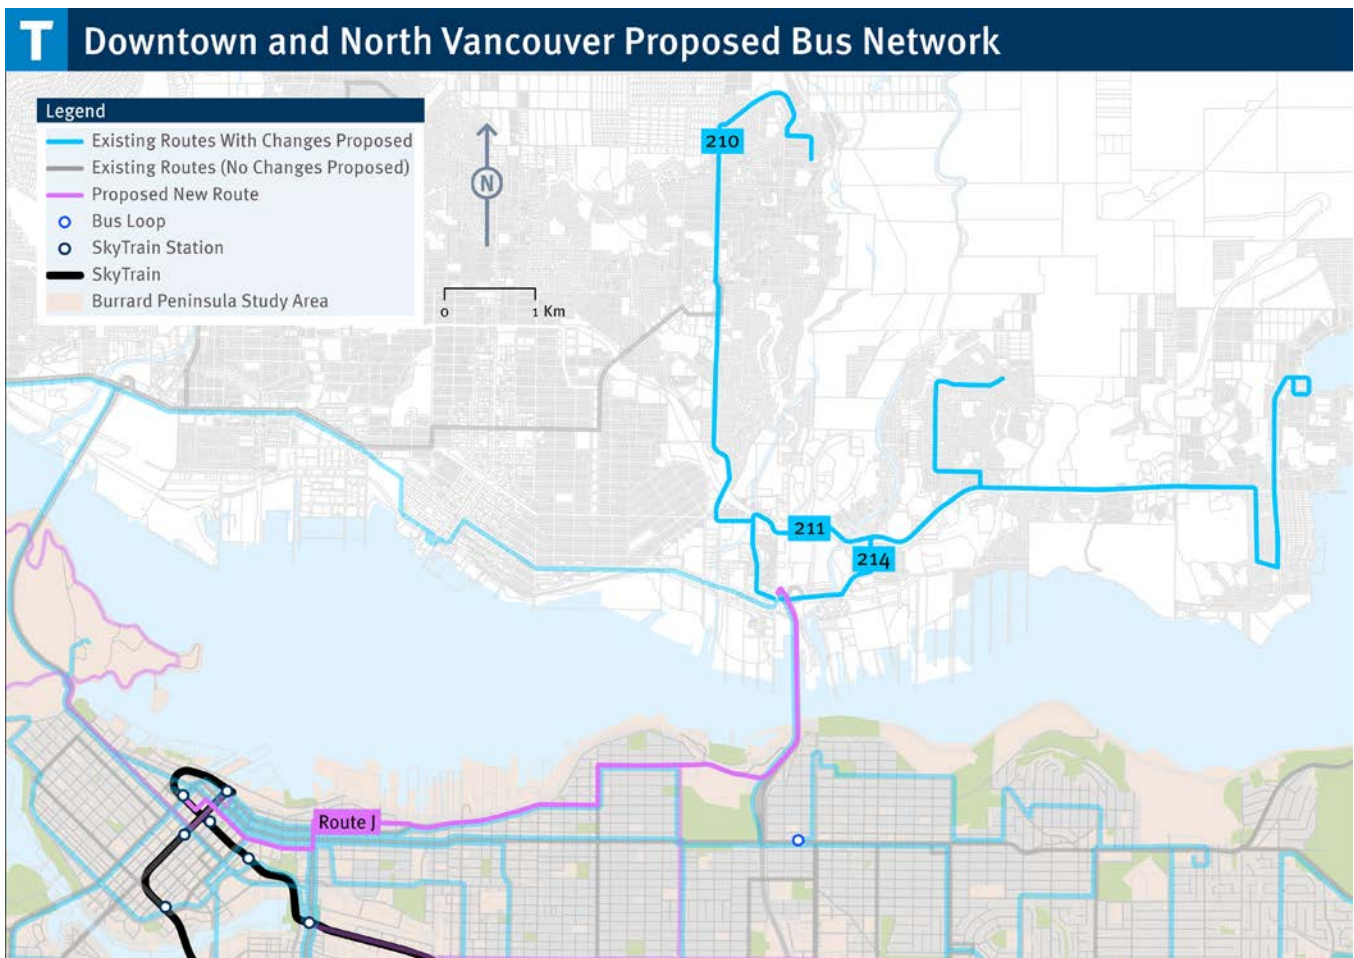 T Downtown and North Vancouver Proposed Bus Network
Legend
Existing Routes With Changes Proposed
Existing Routes (No Changes Proposed)
Proposed New Route
Bus Loop
SkyTrain Station
SkyTrain
Burrard Peninsula Study Area
N
0 1 Km
210
211
214
Route J